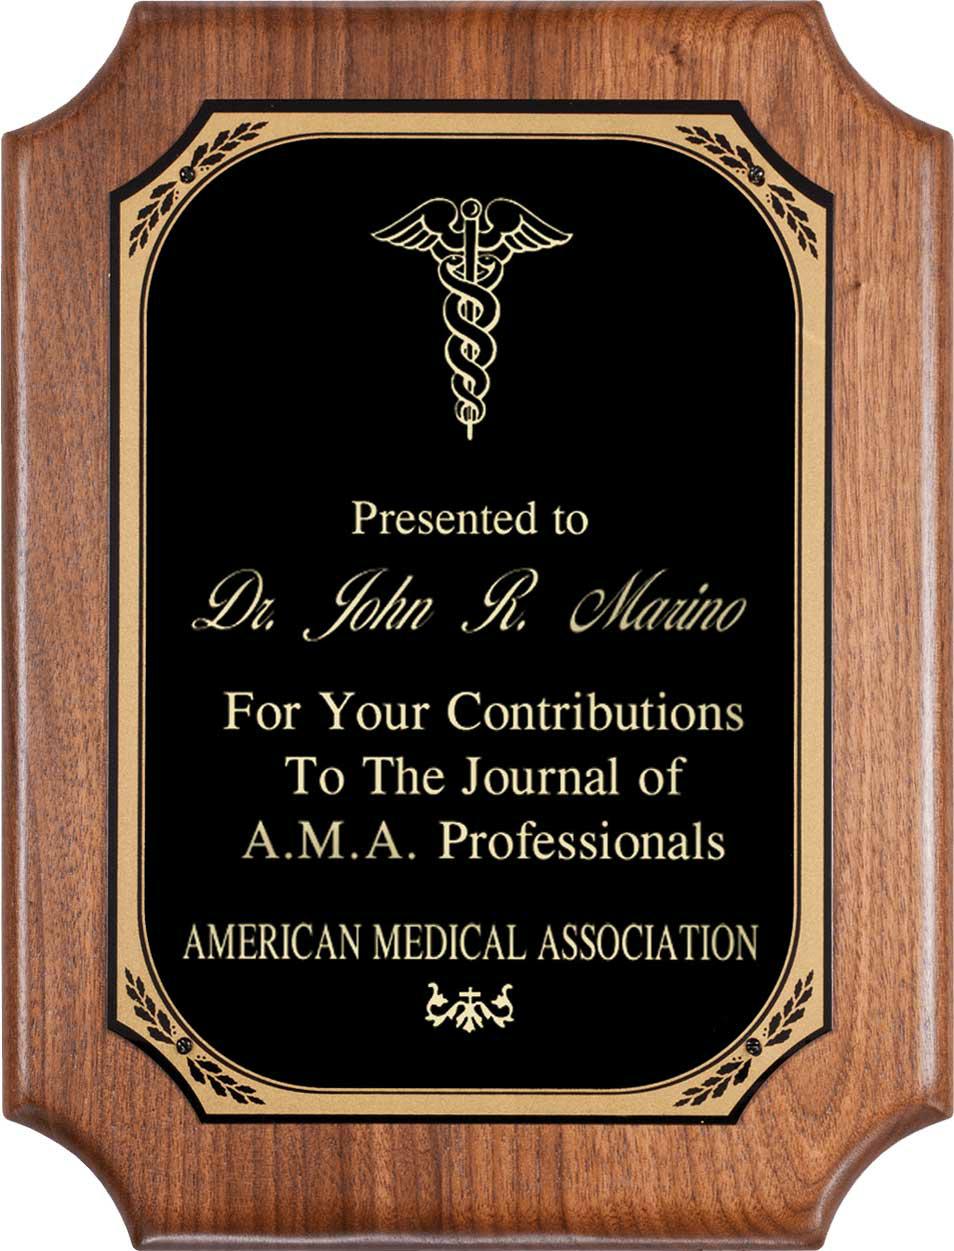 Presented to
Dr. John R. Marino
For Your Contributions
To The Journal of
A.M.A. Professionals
AMERICAN MEDICAL ASSOCIATION